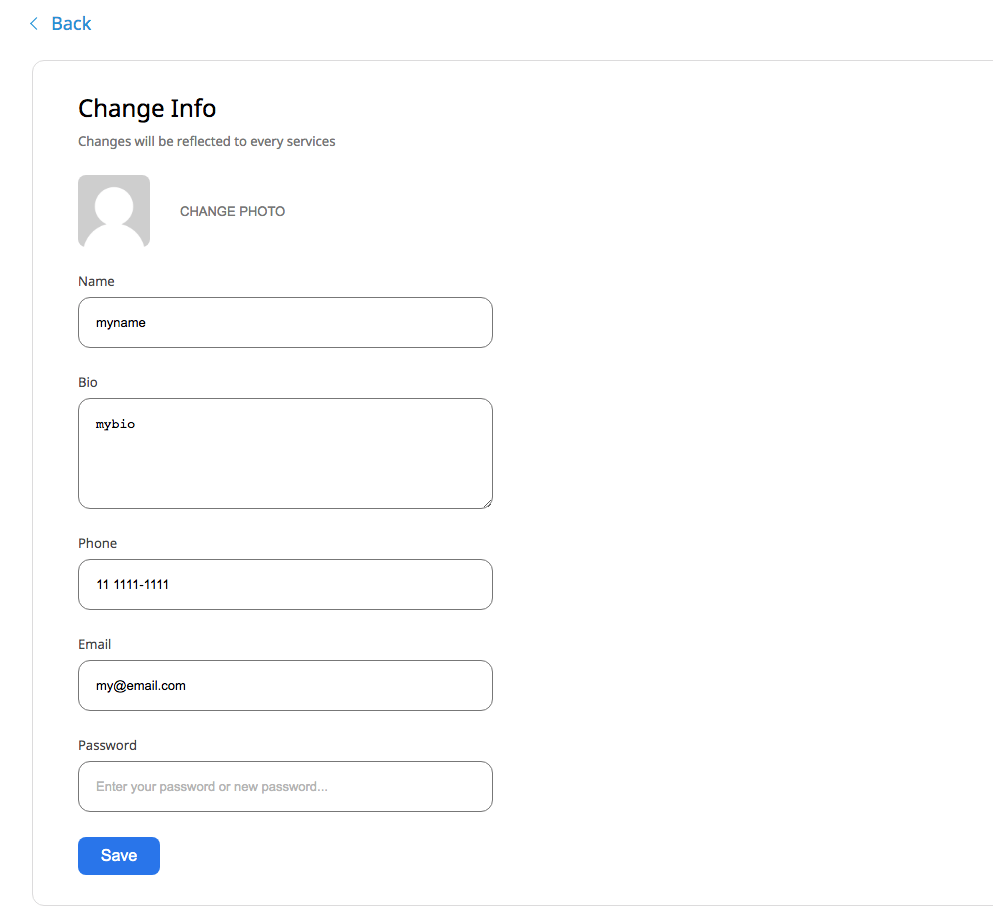 Back
Change Info
Changes will be reflected to every services
CHANGE PHOTO
Name
myname
Bio
mybio
Phone
11 1111-1111
Email
my@email.com
Password
Enter your password or new password...
Save